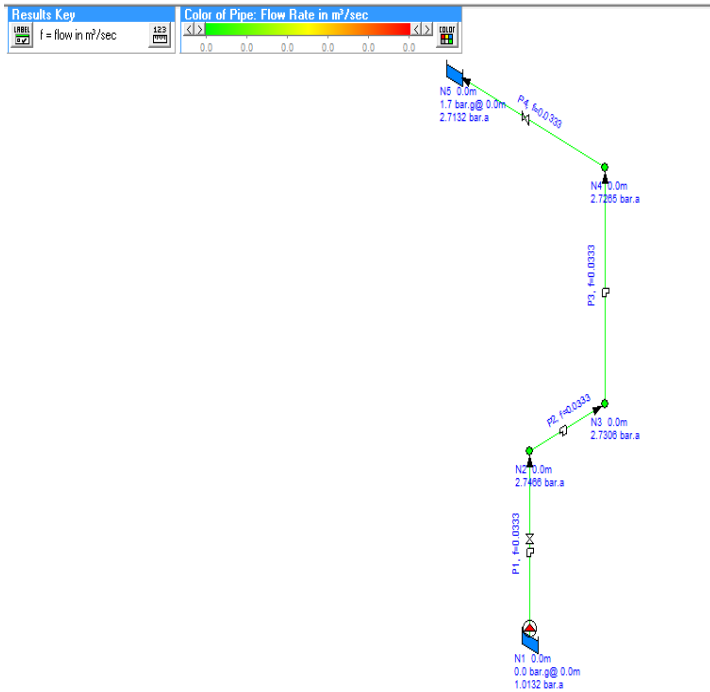 Results Key
LABEL
f = flow in m³/sec
123
Color of Pipe: Flow Rate in m³/sec
0.0 0.0 0.0 0.0 0.0 0.0
COLOR
N5 0.0m
1.7 bar.g@ 0.0m
2.7132 bar.a
P4, f=0.0333
N4 0.0m
2.7265 bar.a
P3, f=0.0333
P2, f=0.0333
N3 0.0m
2.7306 bar.a
N2 0.0m
2.7466 bar.a
P1, f=0.0333
N1 0.0m
0.0 bar.g@ 0.0m
1.0132 bar.a